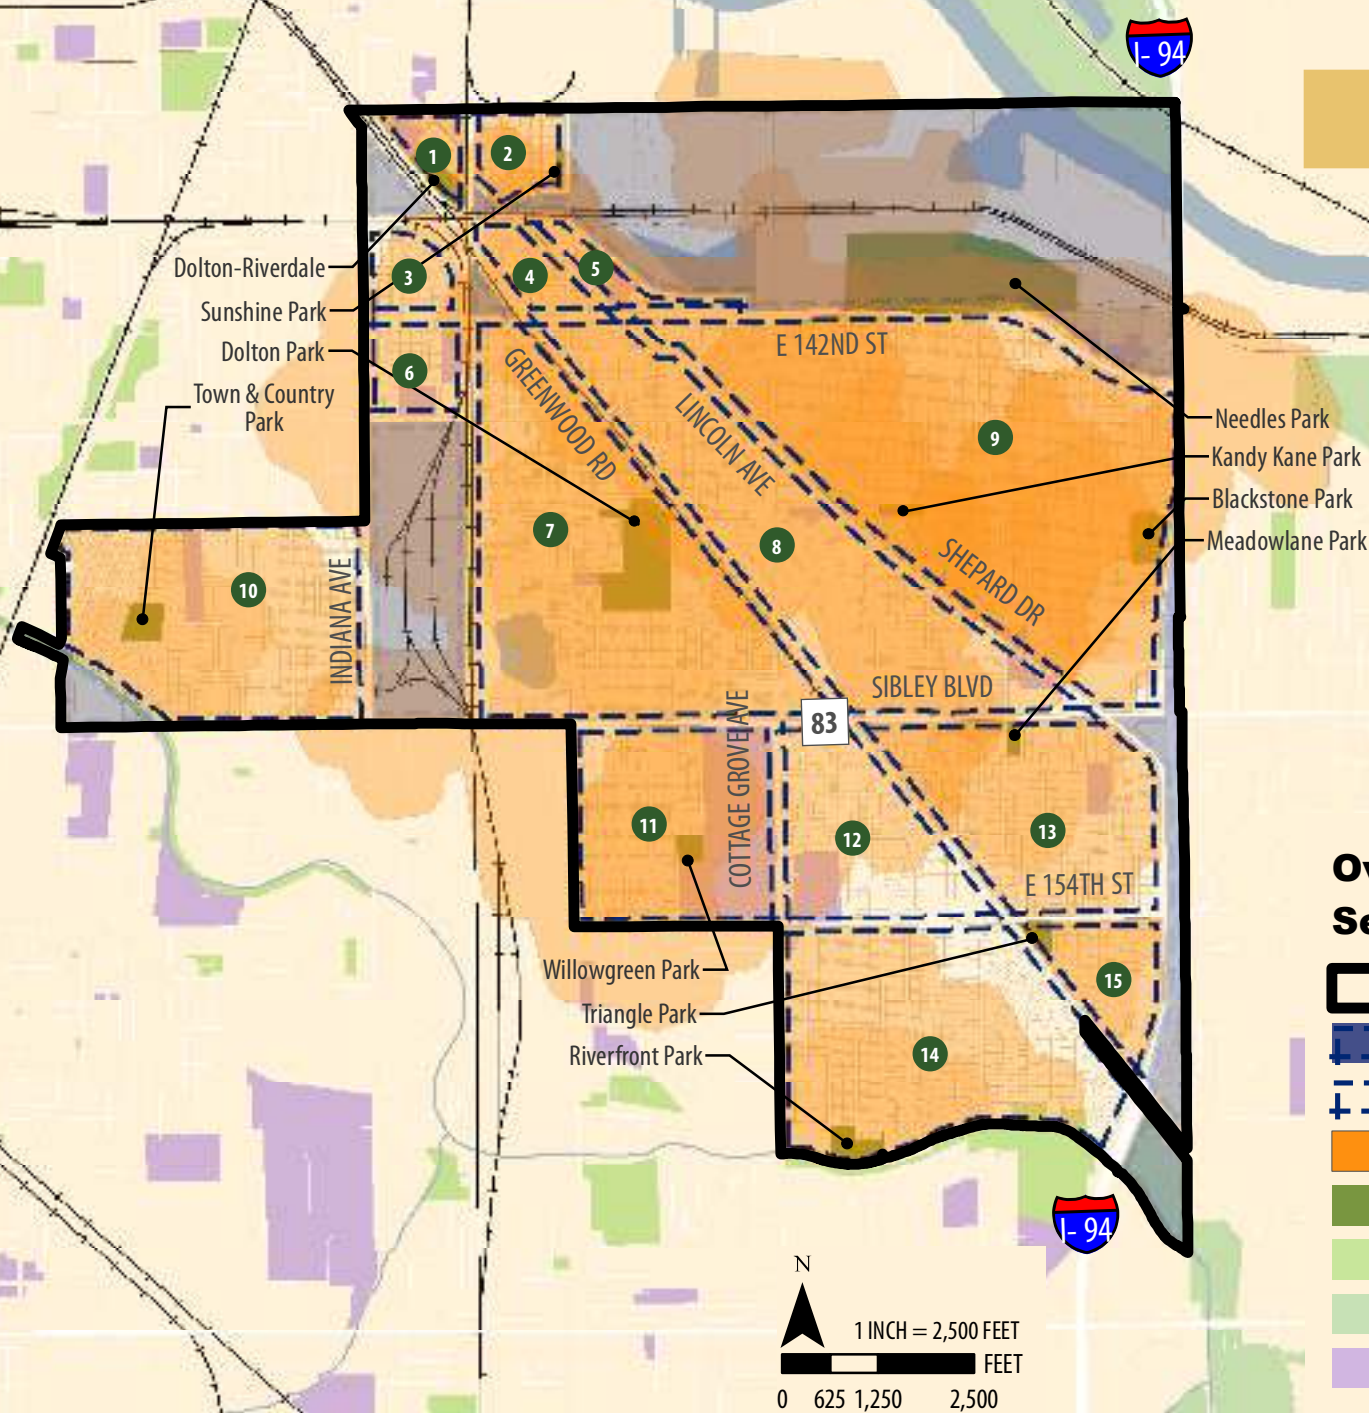 I- 94
1
2
Dolton-Riverdale
3
4
5
Sunshine Park
Dolton Park
E 142ND ST
6
Town & Country
Park
GREENWOOD RD
LINCOLN AVE
9
Needles Park
Kandy Kane Park
Blackstone Park
Meadowlane Park
7
8
SHEPARD DR
10
INDIANA AVE
SIBLEY BLVD
83
COTTAGE GROVE AVE
11
12
13
E 154TH ST
Willowgreen Park
Triangle Park
15
Riverfront Park
14
I- 94
N
1 INCH = 2,500 FEET
FEET
0 625 1,250 2,500